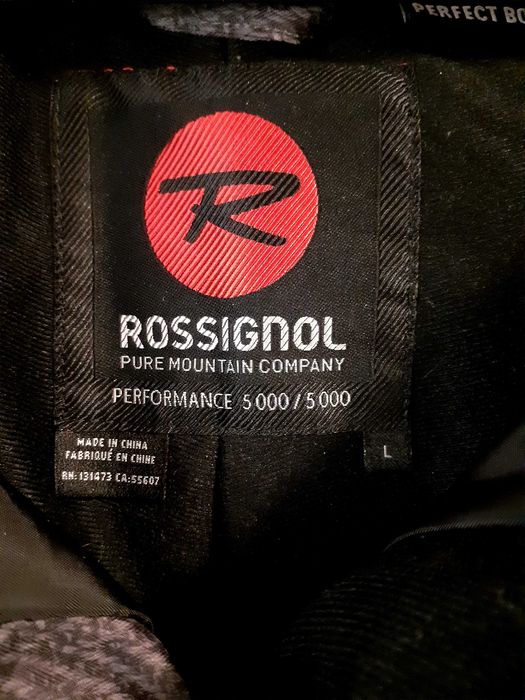 PERFECT
R
ROSSIGNOL
PURE MOUNTAIN COMPANY
PERFORMANCE 5 000 / 5 000
MADE IN CHINA
FABRIQUÉ EN CHINE
RN: 131473 CA:55607
L